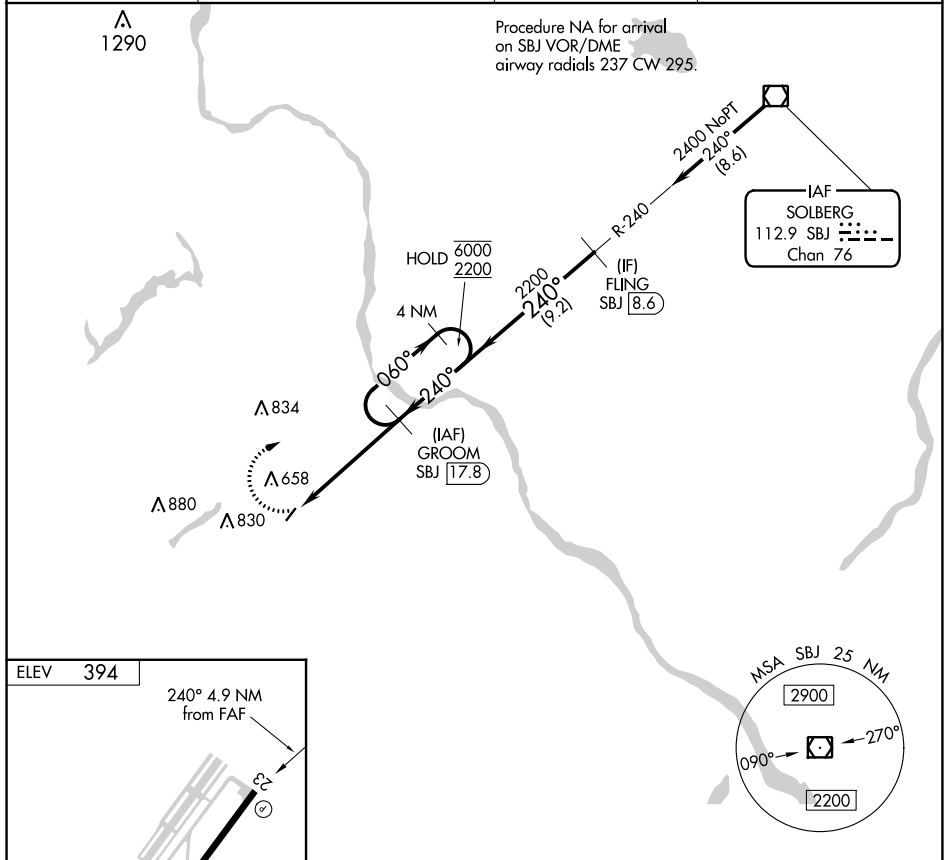 1290
Procedure NA for arrival
on SBJ VOR/DME
airway radials 237 CW 295.
2400 NoPT
240°
(8.6)
IAF
SOLBERG
112.9 SBJ
Chan 76
R-240
HOLD 6000
2200
(IF)
FLING
SBJ 8.6
2200
240°
(9.2)
4 NM
060°
240°
(IAF)
GROOM
SBJ 17.8
834
658
880
830
ELEV 394
240° 4.9 NM
from FAF
23
P
MSA SBJ 25 NM
2900
090°
270°
2200